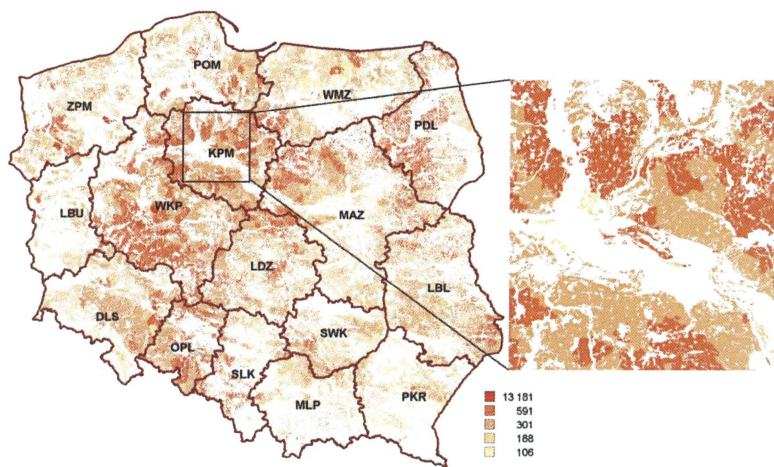 POM
WMZ
ZPM
PDL
KPM
LBU
WKP
MAZ
LDZ
LBL
DLS
SWK
OPL
SLK
MLP
PKR
13 181
591
301
188
106